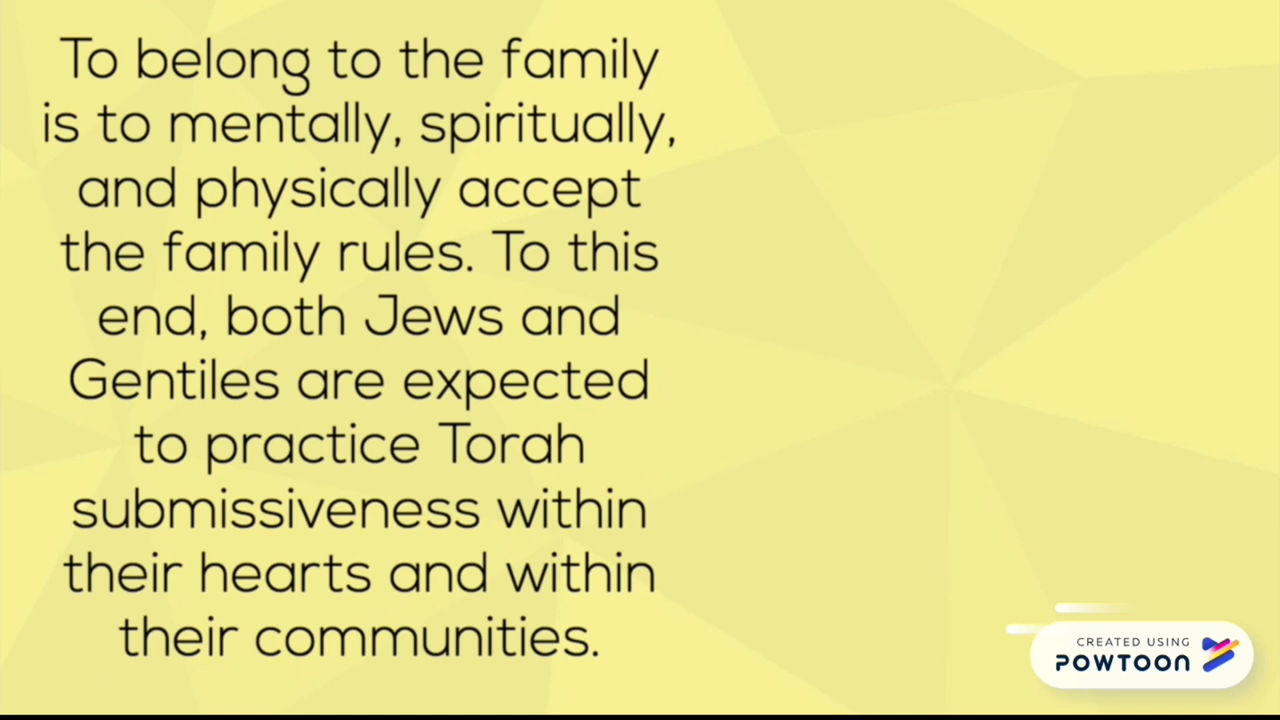 To belong to the family
is to mentally, spiritually,
and physically accept
the family rules. To this
end, both Jews and
Gentiles are expected
to practice Torah
submissiveness within
their hearts and within
their communities.
CREATED USING
POWTOON